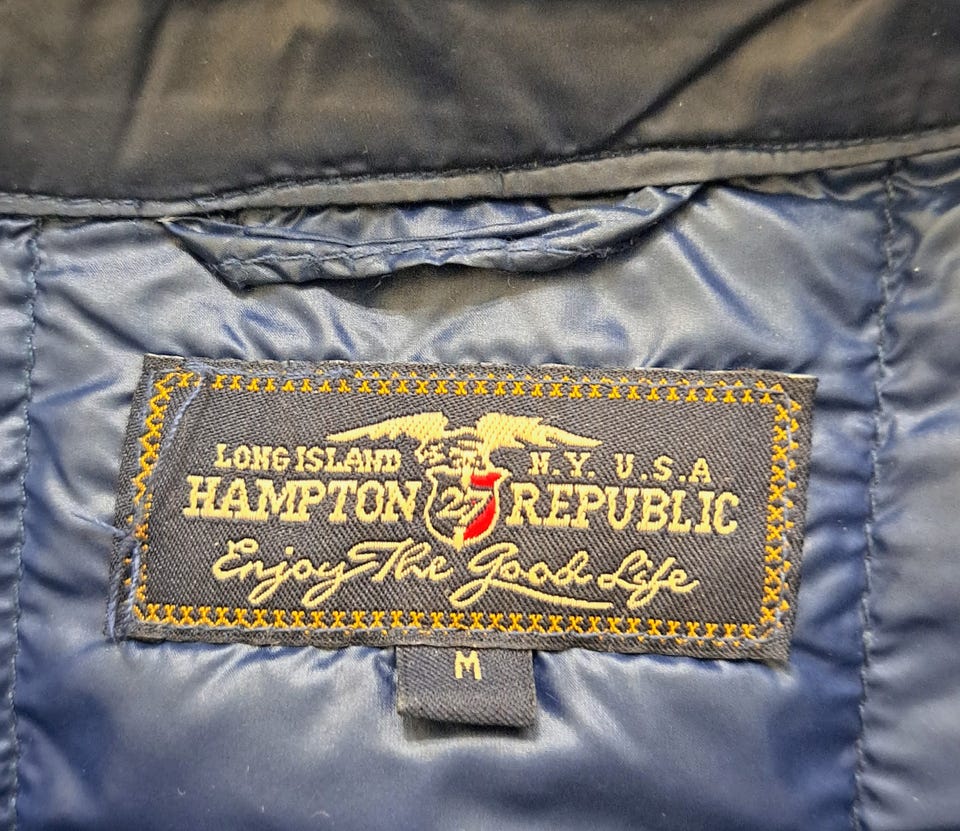 LONG ISLAND N.Y. U.S.A
HAMPTON 27 REPUBLIC
Enjoy The Good Life
M